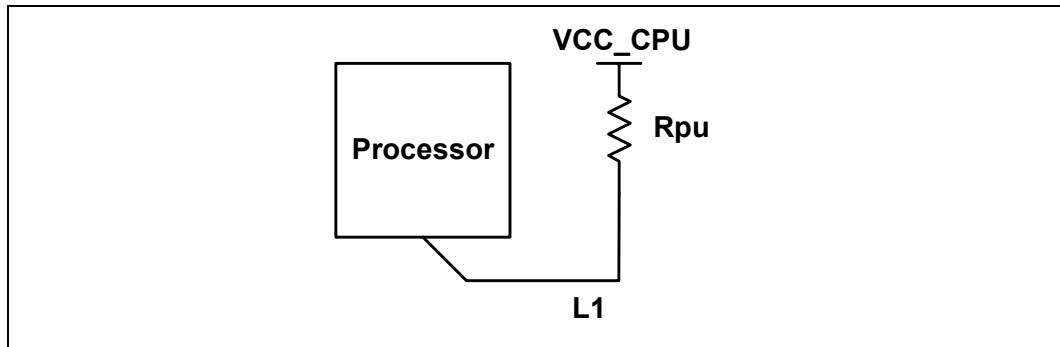 VCC_CPU
Rpu
Processor
L1